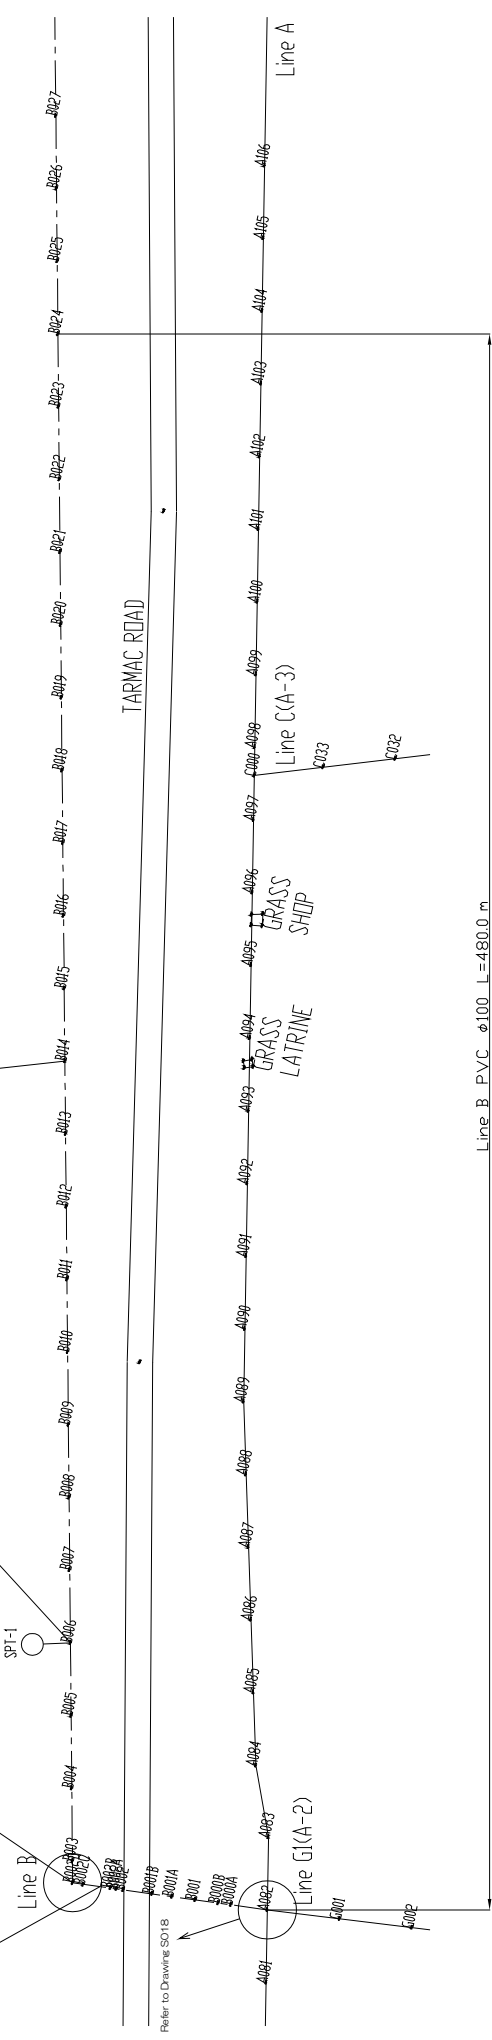 B027
B026
B025
B024
B023
B022
B021
B020
B019
B018
B017
B016
B015
B014
B013
B012
B011
B010
B009
B008
B007
B006
SPT-1
B005
B004
B003
Line B
B001B
B001A
B001
B000B
B000A
Refer to Drawing S018
TARMAC ROAD
Line A
A106
A105
A104
A103
A102
A101
A100
A099
A098
C000
Line C(A-3)
C033
C032
A097
A096
GRASS
SHOP
A095
A094
GRASS
LATRINE
A093
A092
A091
A090
A089
A088
A087
A086
A085
A084
A083
A082
Line G1(A-2)
G001
G002
A081
Line B PVC φ100 L=480.0 m